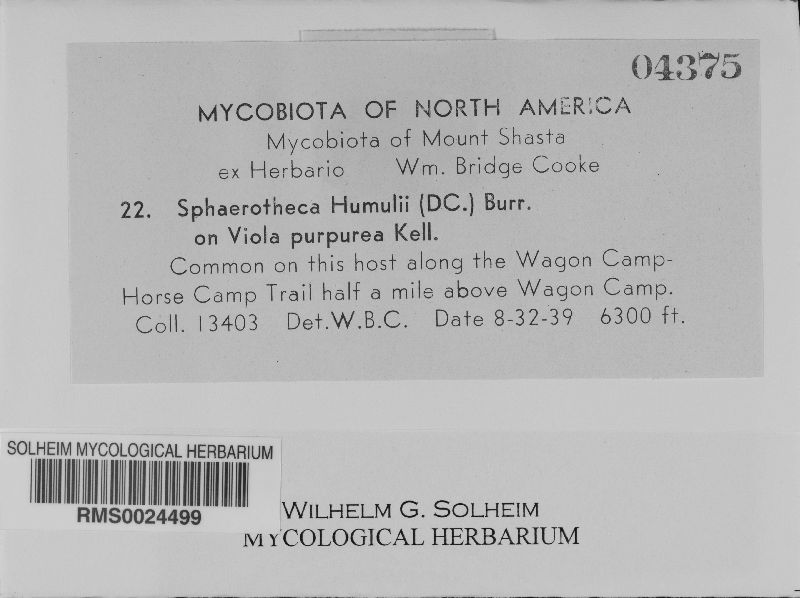 04375
MYCOBIOTA OF NORTH AMERICA
Mycobiota of Mount Shasta
ex Herbario Wm. Bridge Cooke
22. Sphaerotheca Humulii (DC.) Burr.
on Viola purpurea Kell.
Common on this host along the Wagon Camp-
Horse Camp Trail half a mile above Wagon Camp.
Coll. 13403 Det.W.B.C. Date 8-32-39 6300 ft.
SOLHEIM MYCOLOGICAL HERBARIUM
RMS0024499
WILHELM G. SOLHEIM
MYCOLOGICAL HERBARIUM